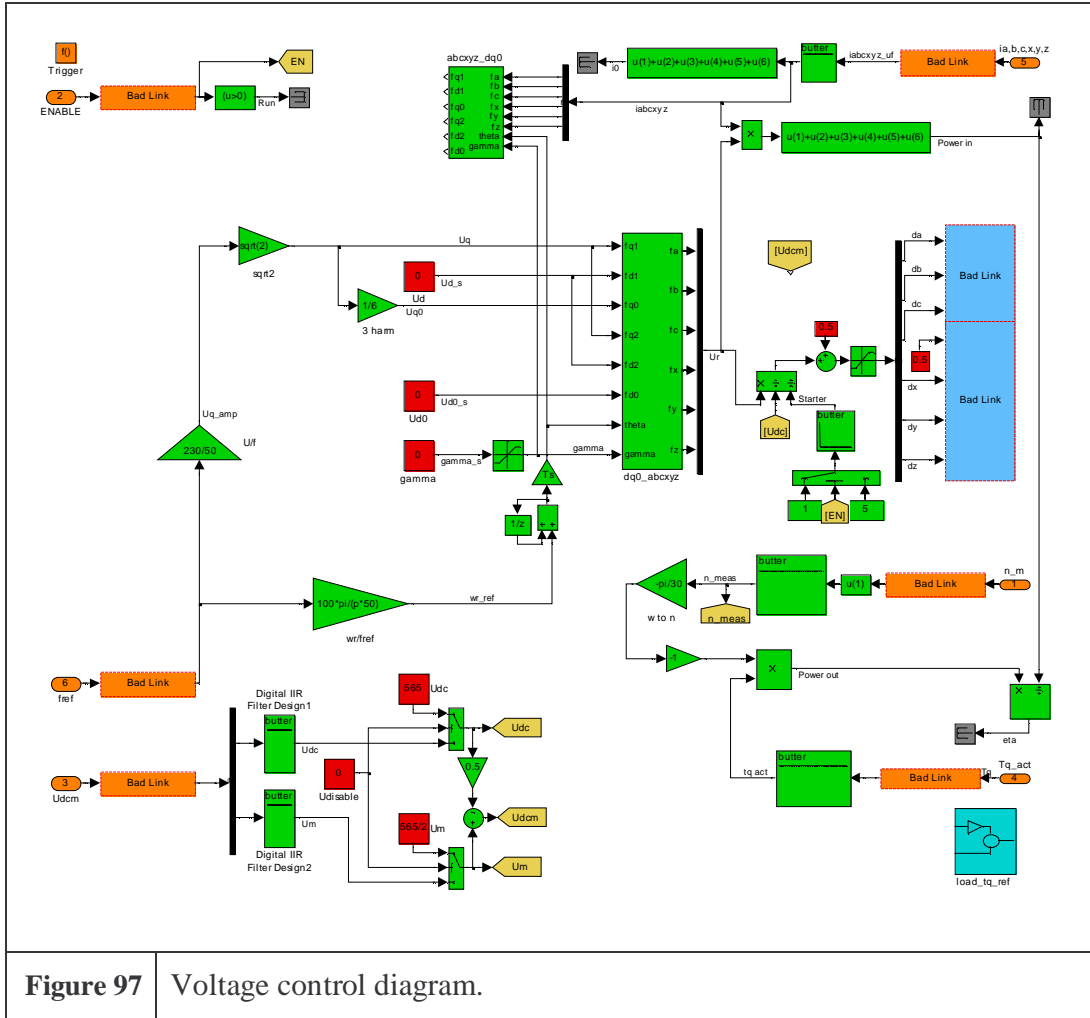 f()
Trigger
2
ENABLE
Bad Link
EN
(u>0)
Run
abcxyz_dq0
fq1
fd1
fq0
fq2
fd2
fd0
fa
fb
fc
fx
fy
fz
theta
gamma
i0
u(1)+u(2)+u(3)+u(4)+u(5)+u(6)
butter
iabcxyz_uf
Bad Link
ia,b,c,x,y,z
5
iabcxyz
×
u(1)+u(2)+u(3)+u(4)+u(5)+u(6)
Power in
sqrt(2)
sqrt2
Uq
0
Ud_s
Ud
1/6
Uq0
3 harm
0
Ud0_s
Ud0
0
gamma_s
gamma
fq1
fd1
fq0
fq2
fd2
fd0
theta
gamma
fa
fb
fc
fx
fy
fz
dq0_abcxyz
Ur
[Udcm]
0.5
× ÷ ÷
Starter
[Udc]
butter
1
[EN]
5
da
db
dc
0.5
dx
dy
dz
Bad Link
Bad Link
Uq_amp
U/f
230/50
Ts
1/z
100*pi/(p*50)
wr_ref
wr/fref
6
fref
Bad Link
-pi/30
w to n
n_meas
n_meas
butter
u(1)
Bad Link
n_m
1
-1
×
Power out
× ÷
eta
tq act
butter
Bad Link
Tq
Tq_act
4
load_tq_ref
3
Udcm
Bad Link
Digital IIR
Filter Design1
butter
Udc
butter
Um
Digital IIR
Filter Design2
565
Udc
0
Udisable
565/2
Um
0.5
Udc
Udcm
Um
Figure 97 Voltage control diagram.